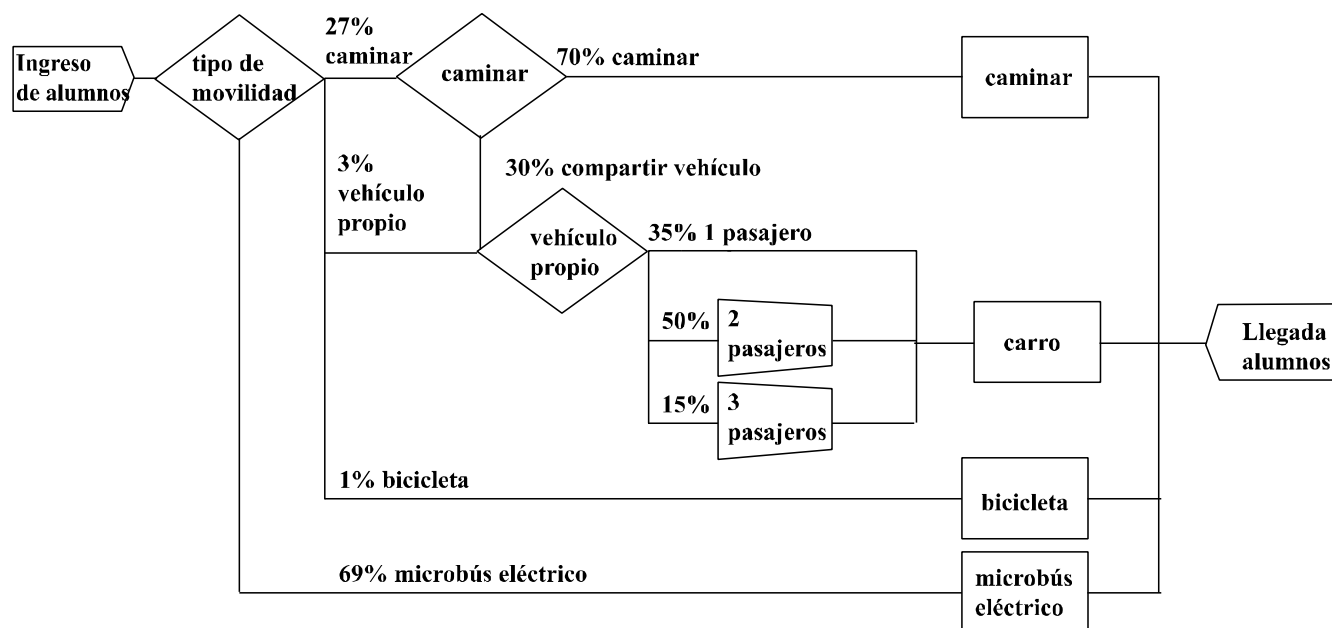 Ingreso
de alumnos
tipo de
movilidad
27%
caminar
caminar
70% caminar
caminar
3%
vehículo
propio
30% compartir vehículo
vehículo
propio
35% 1 pasajero
50%
2
pasajeros
15%
3
pasajeros
carro
Llegada
alumnos
1% bicicleta
bicicleta
69% microbús eléctrico
microbús
eléctrico